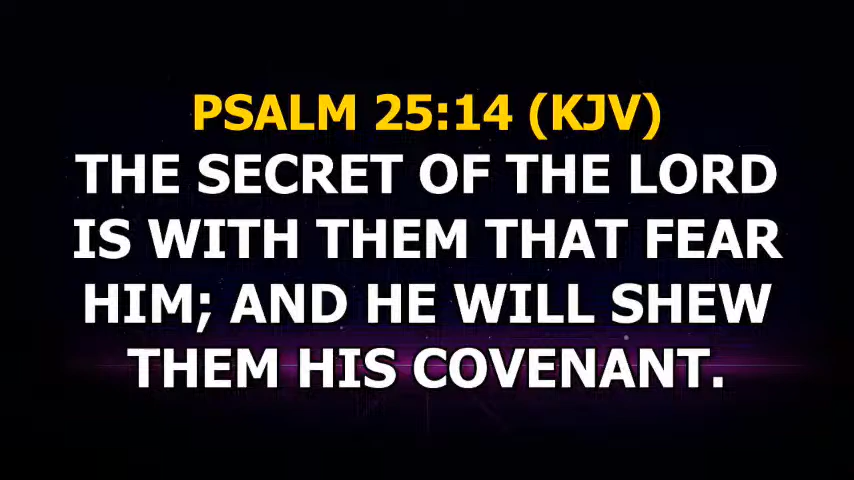 PSALM 25:14 (KJV)
THE SECRET OF THE LORD
IS WITH THEM THAT FEAR
HIM; AND HE WILL SHEW
THEM HIS COVENANT.